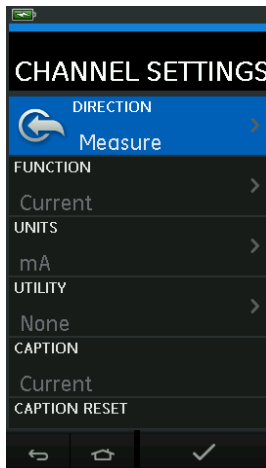 CHANNEL SETTINGS
DIRECTION
Measure
FUNCTION
Current
UNITS
mA
UTILITY
None
CAPTION
Current
CAPTION RESET